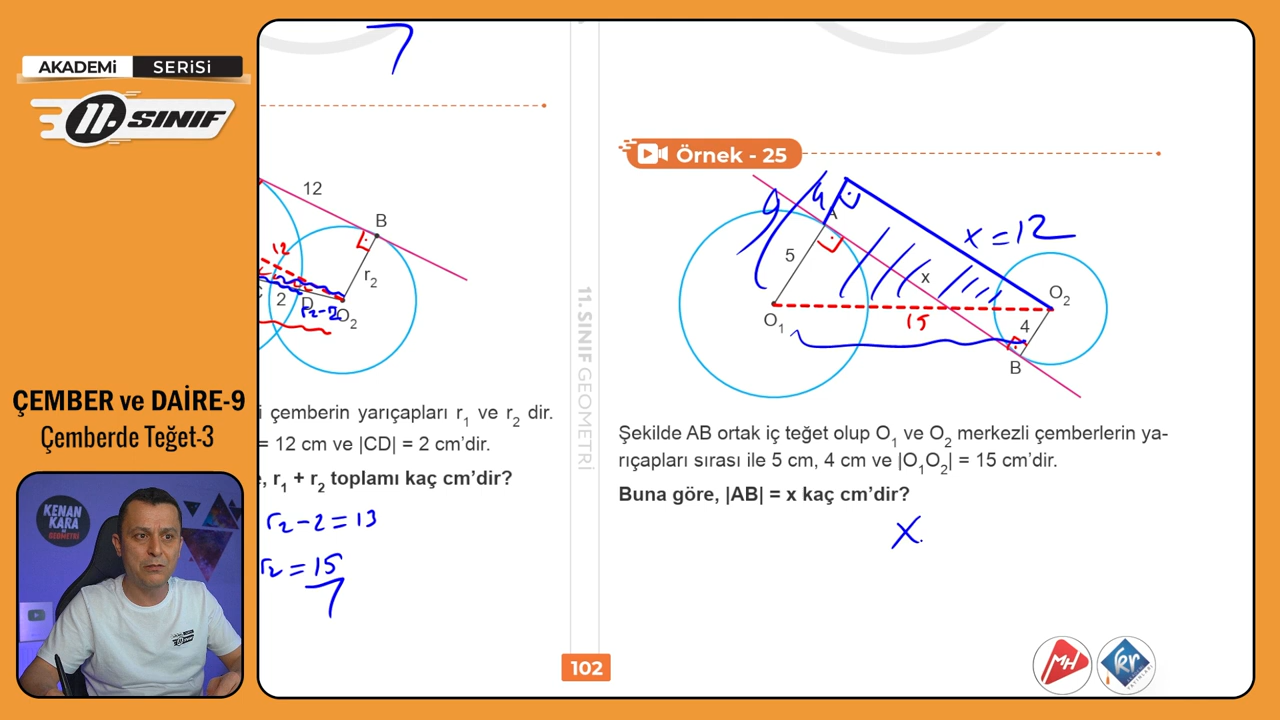 AKADEMİ SERİSİ
11. SINIF
ÇEMBER ve DAİRE-9
Çemberde Teğet-3
KENAN
KARA
GEOMETRİ
11.SINIF
7
12
B
12
r2
2
D
r2-2
O2
i çemberin yarıçapları r1 ve r2 dir.
= 12 cm ve |CD| = 2 cm’dir.
, r1 + r2 toplamı kaç cm’dir?
r2-2=13
r2=15
11. SINIF GEOMETRİ
102
Örnek - 25
9
4
A
x=12
5
x
O2
O1
15
4
B
Şekilde AB ortak iç teğet olup O1 ve O2 merkezli çemberlerin ya-
rıçapları sırası ile 5 cm, 4 cm ve |O1O2| = 15 cm’dir.
Buna göre, |AB| = x kaç cm’dir?
x
MH